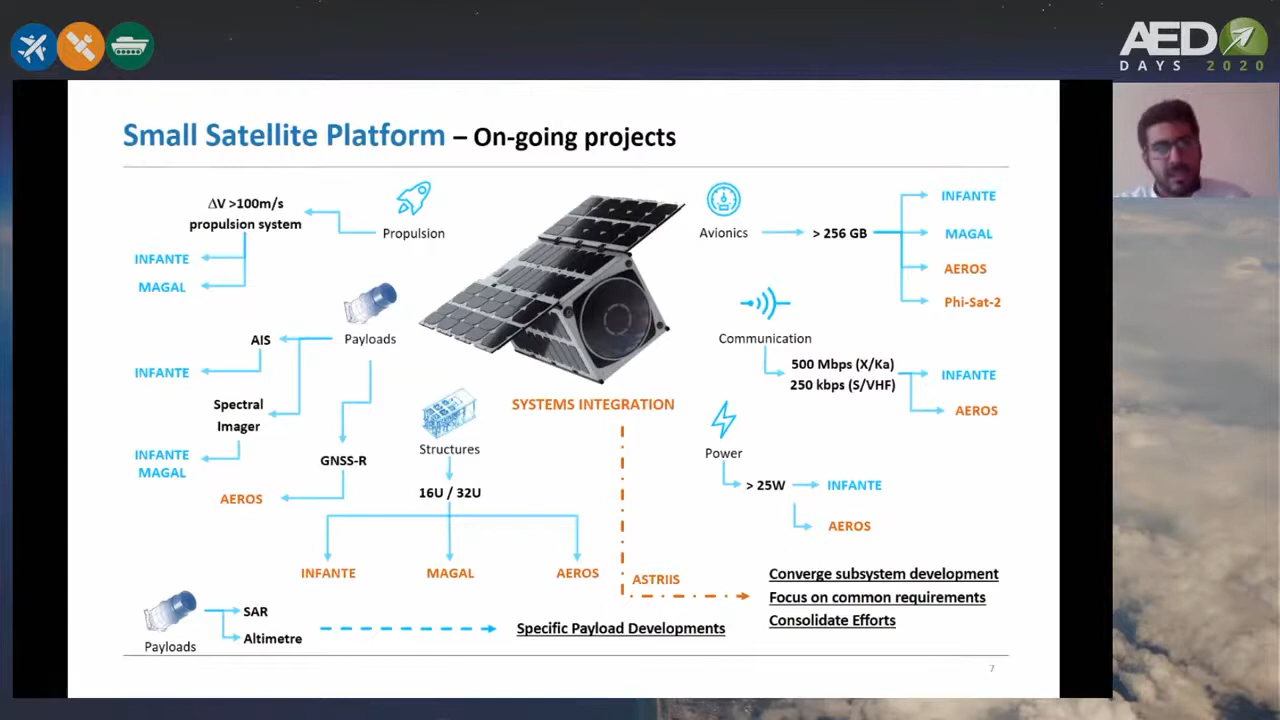 AED
DAYS 2020
Small Satellite Platform – On-going projects
ΔV >100m/s
propulsion system
Propulsion
INFANTE
MAGAL
Payloads
AIS
INFANTE
Spectral
Imager
INFANTE
MAGAL
GNSS-R
AEROS
Structures
16U / 32U
INFANTE
MAGAL
AEROS
SYSTEMS INTEGRATION
Avionics
> 256 GB
INFANTE
MAGAL
AEROS
Phi-Sat-2
Communication
500 Mbps (X/Ka)
250 kbps (S/VHF)
INFANTE
AEROS
Power
> 25W
INFANTE
AEROS
ASTRIIS
Converge subsystem development
Focus on common requirements
Consolidate Efforts
Payloads
SAR
Altimetre
Specific Payload Developments
7